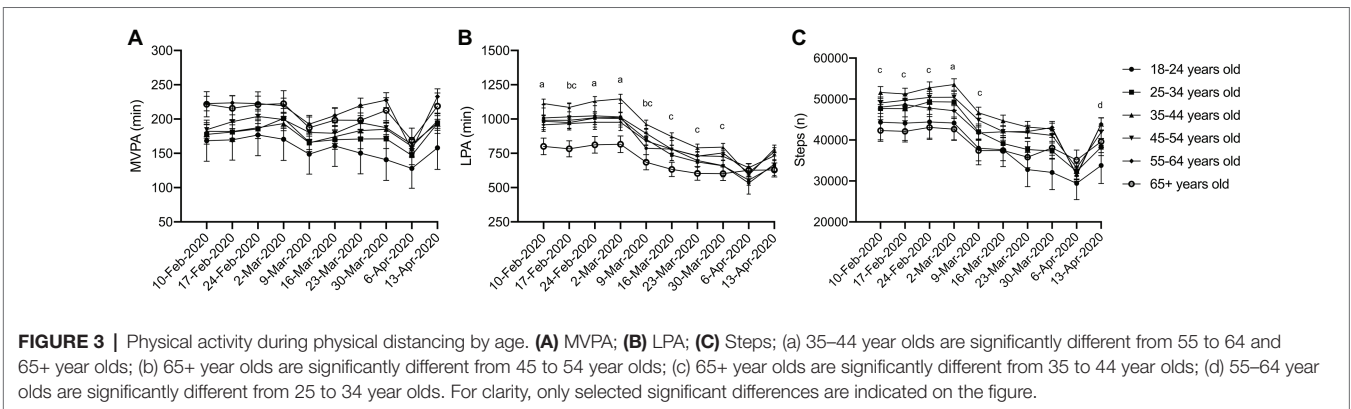 A
MVPA (min)
300
250
200
150
100
50
10-Feb-2020
17-Feb-2020
24-Feb-2020
2-Mar-2020
9-Mar-2020
16-Mar-2020
23-Mar-2020
30-Mar-2020
6-Apr-2020
13-Apr-2020
B
LPA (min)
1500
1250
1000
750
500
250
a
bc
a
a
bc
c
c
c
10-Feb-2020
17-Feb-2020
24-Feb-2020
2-Mar-2020
9-Mar-2020
16-Mar-2020
23-Mar-2020
30-Mar-2020
6-Apr-2020
13-Apr-2020
C
Steps (n)
60000
50000
40000
30000
20000
c
c
c
a
c
d
10-Feb-2020
17-Feb-2020
24-Feb-2020
2-Mar-2020
9-Mar-2020
16-Mar-2020
23-Mar-2020
30-Mar-2020
6-Apr-2020
13-Apr-2020
18-24 years old
25-34 years old
35-44 years old
45-54 years old
55-64 years old
65+ years old
FIGURE 3 | Physical activity during physical distancing by age. (A) MVPA; (B) LPA; (C) Steps; (a) 35–44 year olds are significantly different from 55 to 64 and
65+ year olds; (b) 65+ year olds are significantly different from 45 to 54 year olds; (c) 65+ year olds are significantly different from 35 to 44 year olds; (d) 55–64 year
olds are significantly different from 25 to 34 year olds. For clarity, only selected significant differences are indicated on the figure.